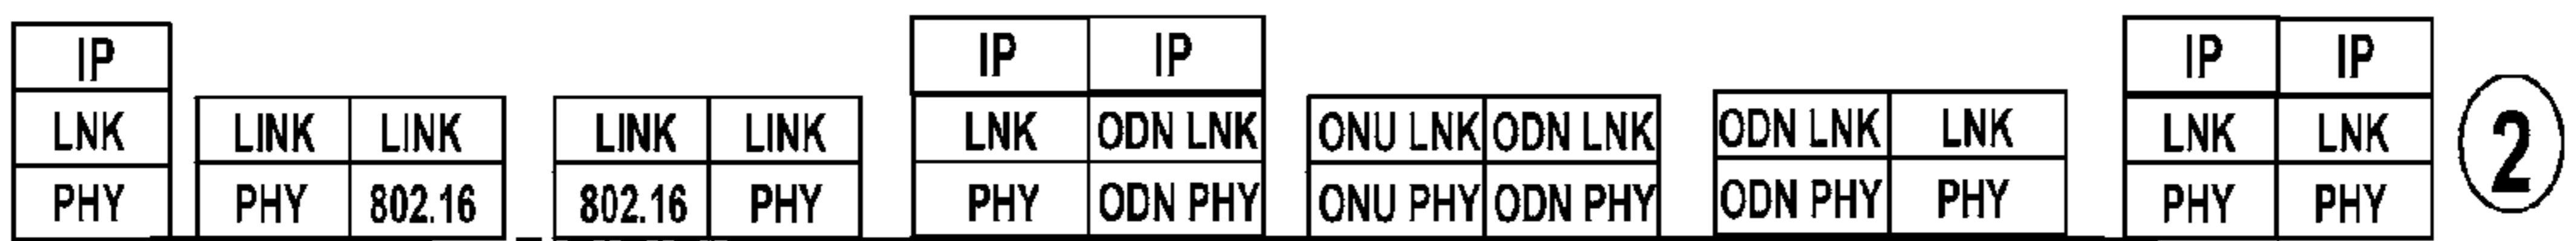 IP IP IP IP IP
LNK LINK LINK LINK LINK LNK ODN LNK ONU LNK ODN LNK ODN LNK LNK LNK LNK
PHY PHY 802.16 802.16 PHY PHY ODN PHY ONU PHY ODN PHY ODN PHY PHY PHY PHY
2